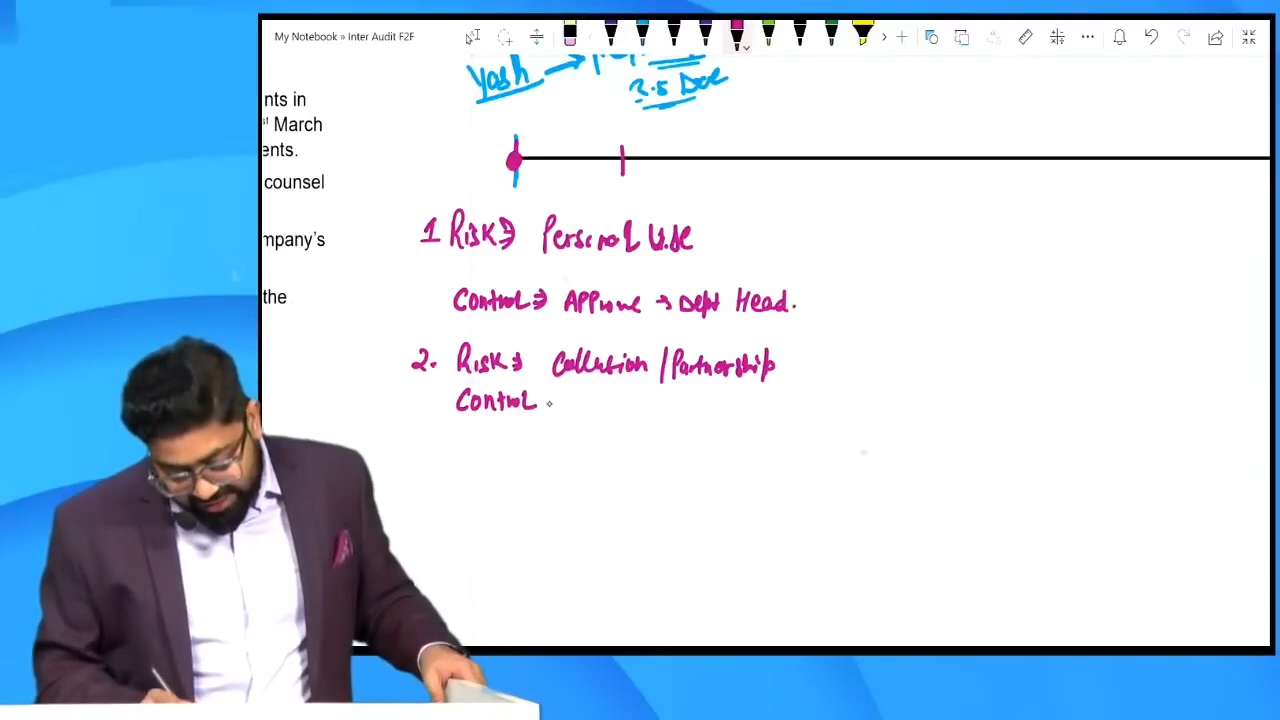 My Notebook » Inter Audit F2F
nts in
st March
ents.
counsel
mpany's
the
Yash →
3.5 Doc
1 Risk ⇒ Personal Use
Control ⇒ Approve → Dept Head.
2. Risk ⇒ Collusion / Partnership
Control